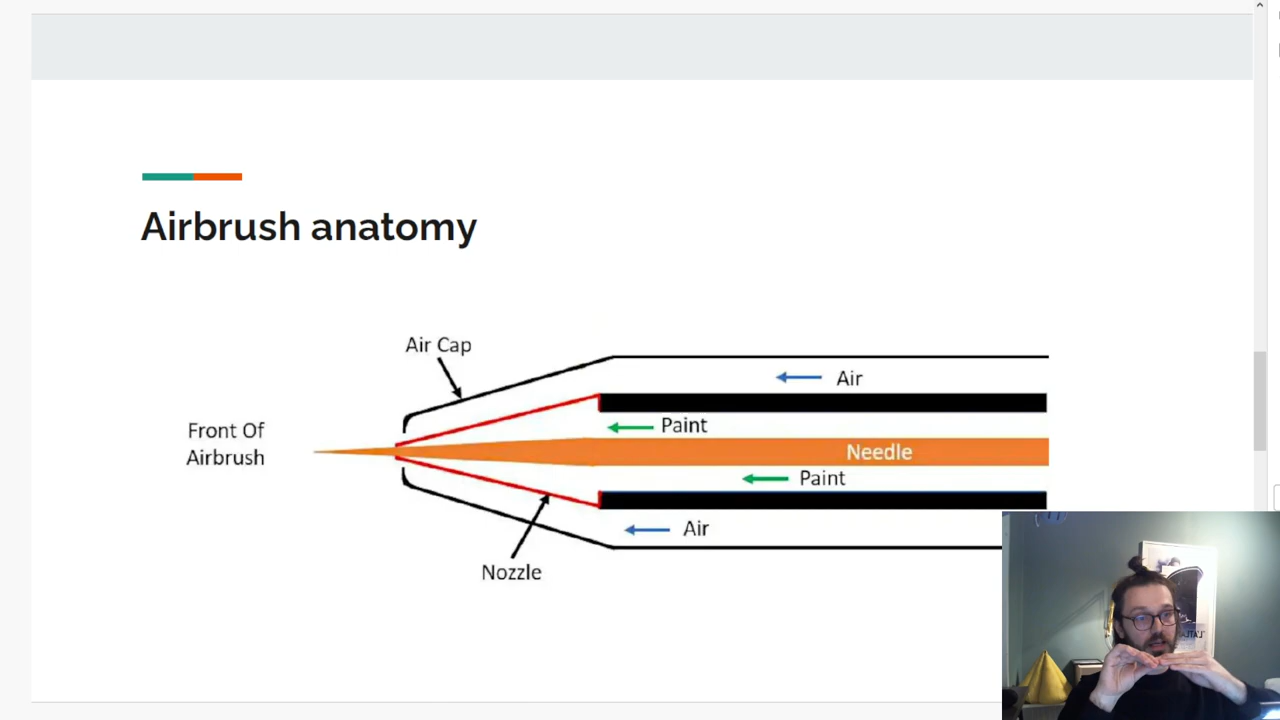 Airbrush anatomy
Air Cap
Air
Paint
Front Of
Airbrush
Needle
Paint
Air
Nozzle